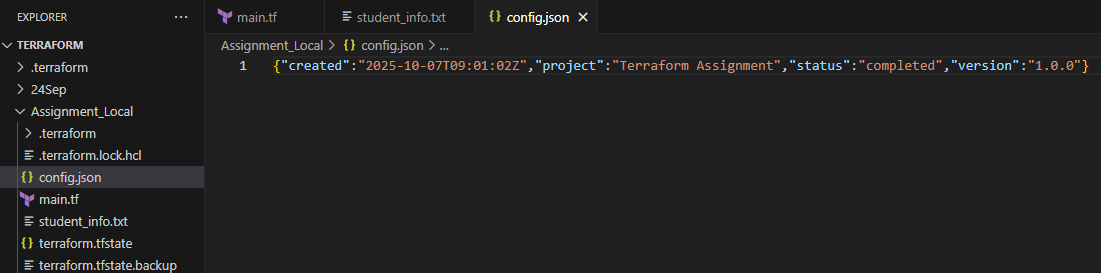 EXPLORER
...
TERRAFORM
.terraform
24Sep
Assignment_Local
.terraform
.terraform.lock.hcl
{} config.json
main.tf
student_info.txt
{} terraform.tfstate
terraform.tfstate.backup
main.tf
student_info.txt
{} config.json ×
Assignment_Local > {} config.json > ...
1 {"created":"2025-10-07T09:01:02Z","project":"Terraform Assignment","status":"completed","version":"1.0.0"}